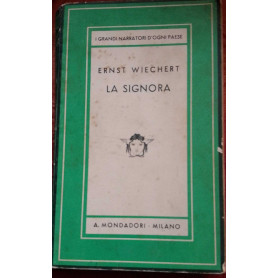 I GRANDI NARRATORI D'OGNI PAESE
ERNST WIECHERT
LA SIGNORA
A. MONDADORI - MILANO